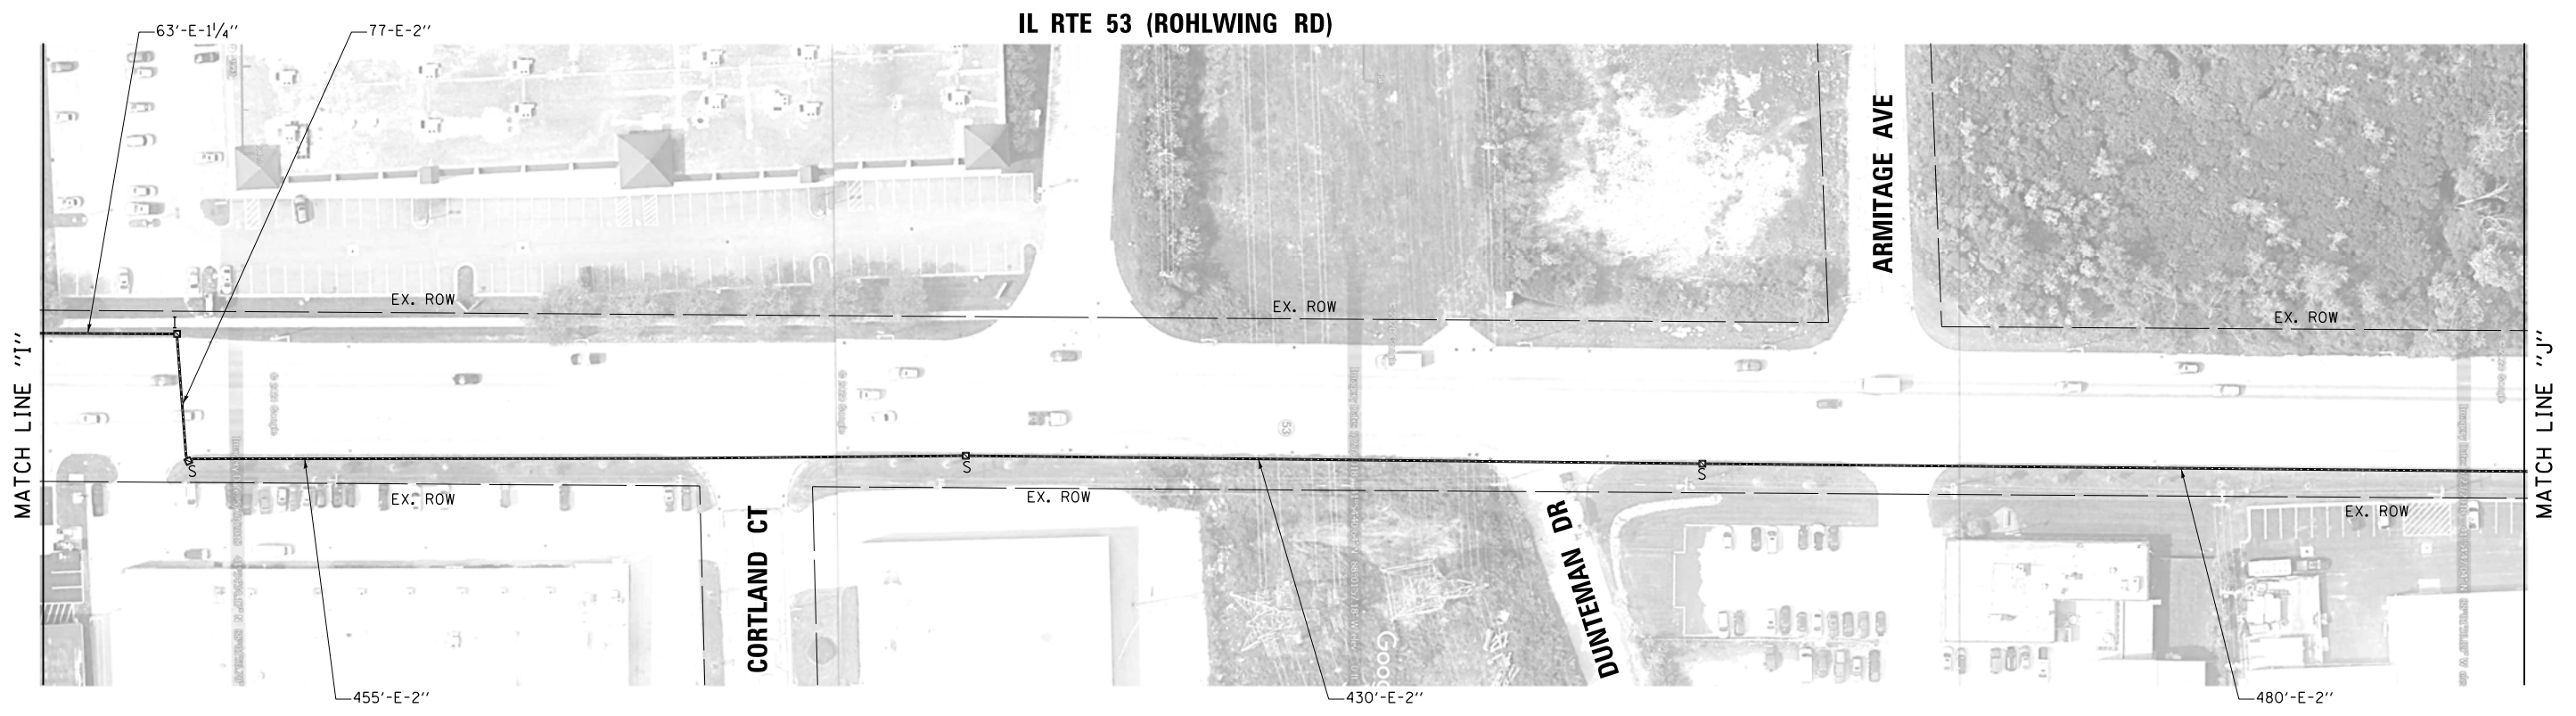 IL RTE 53 (ROHLWING RD)
63'-E-1¼"
77-E-2"
ARMITAGE AVE
EX. ROW
EX. ROW
EX. ROW
MATCH LINE "I"
MATCH LINE "J"
I
S
S
S
53
EX. ROW
EX. ROW
EX. ROW
CORTLAND CT
DUNTEMAN DR
Goog
455'-E-2"
430'-E-2"
480'-E-2"